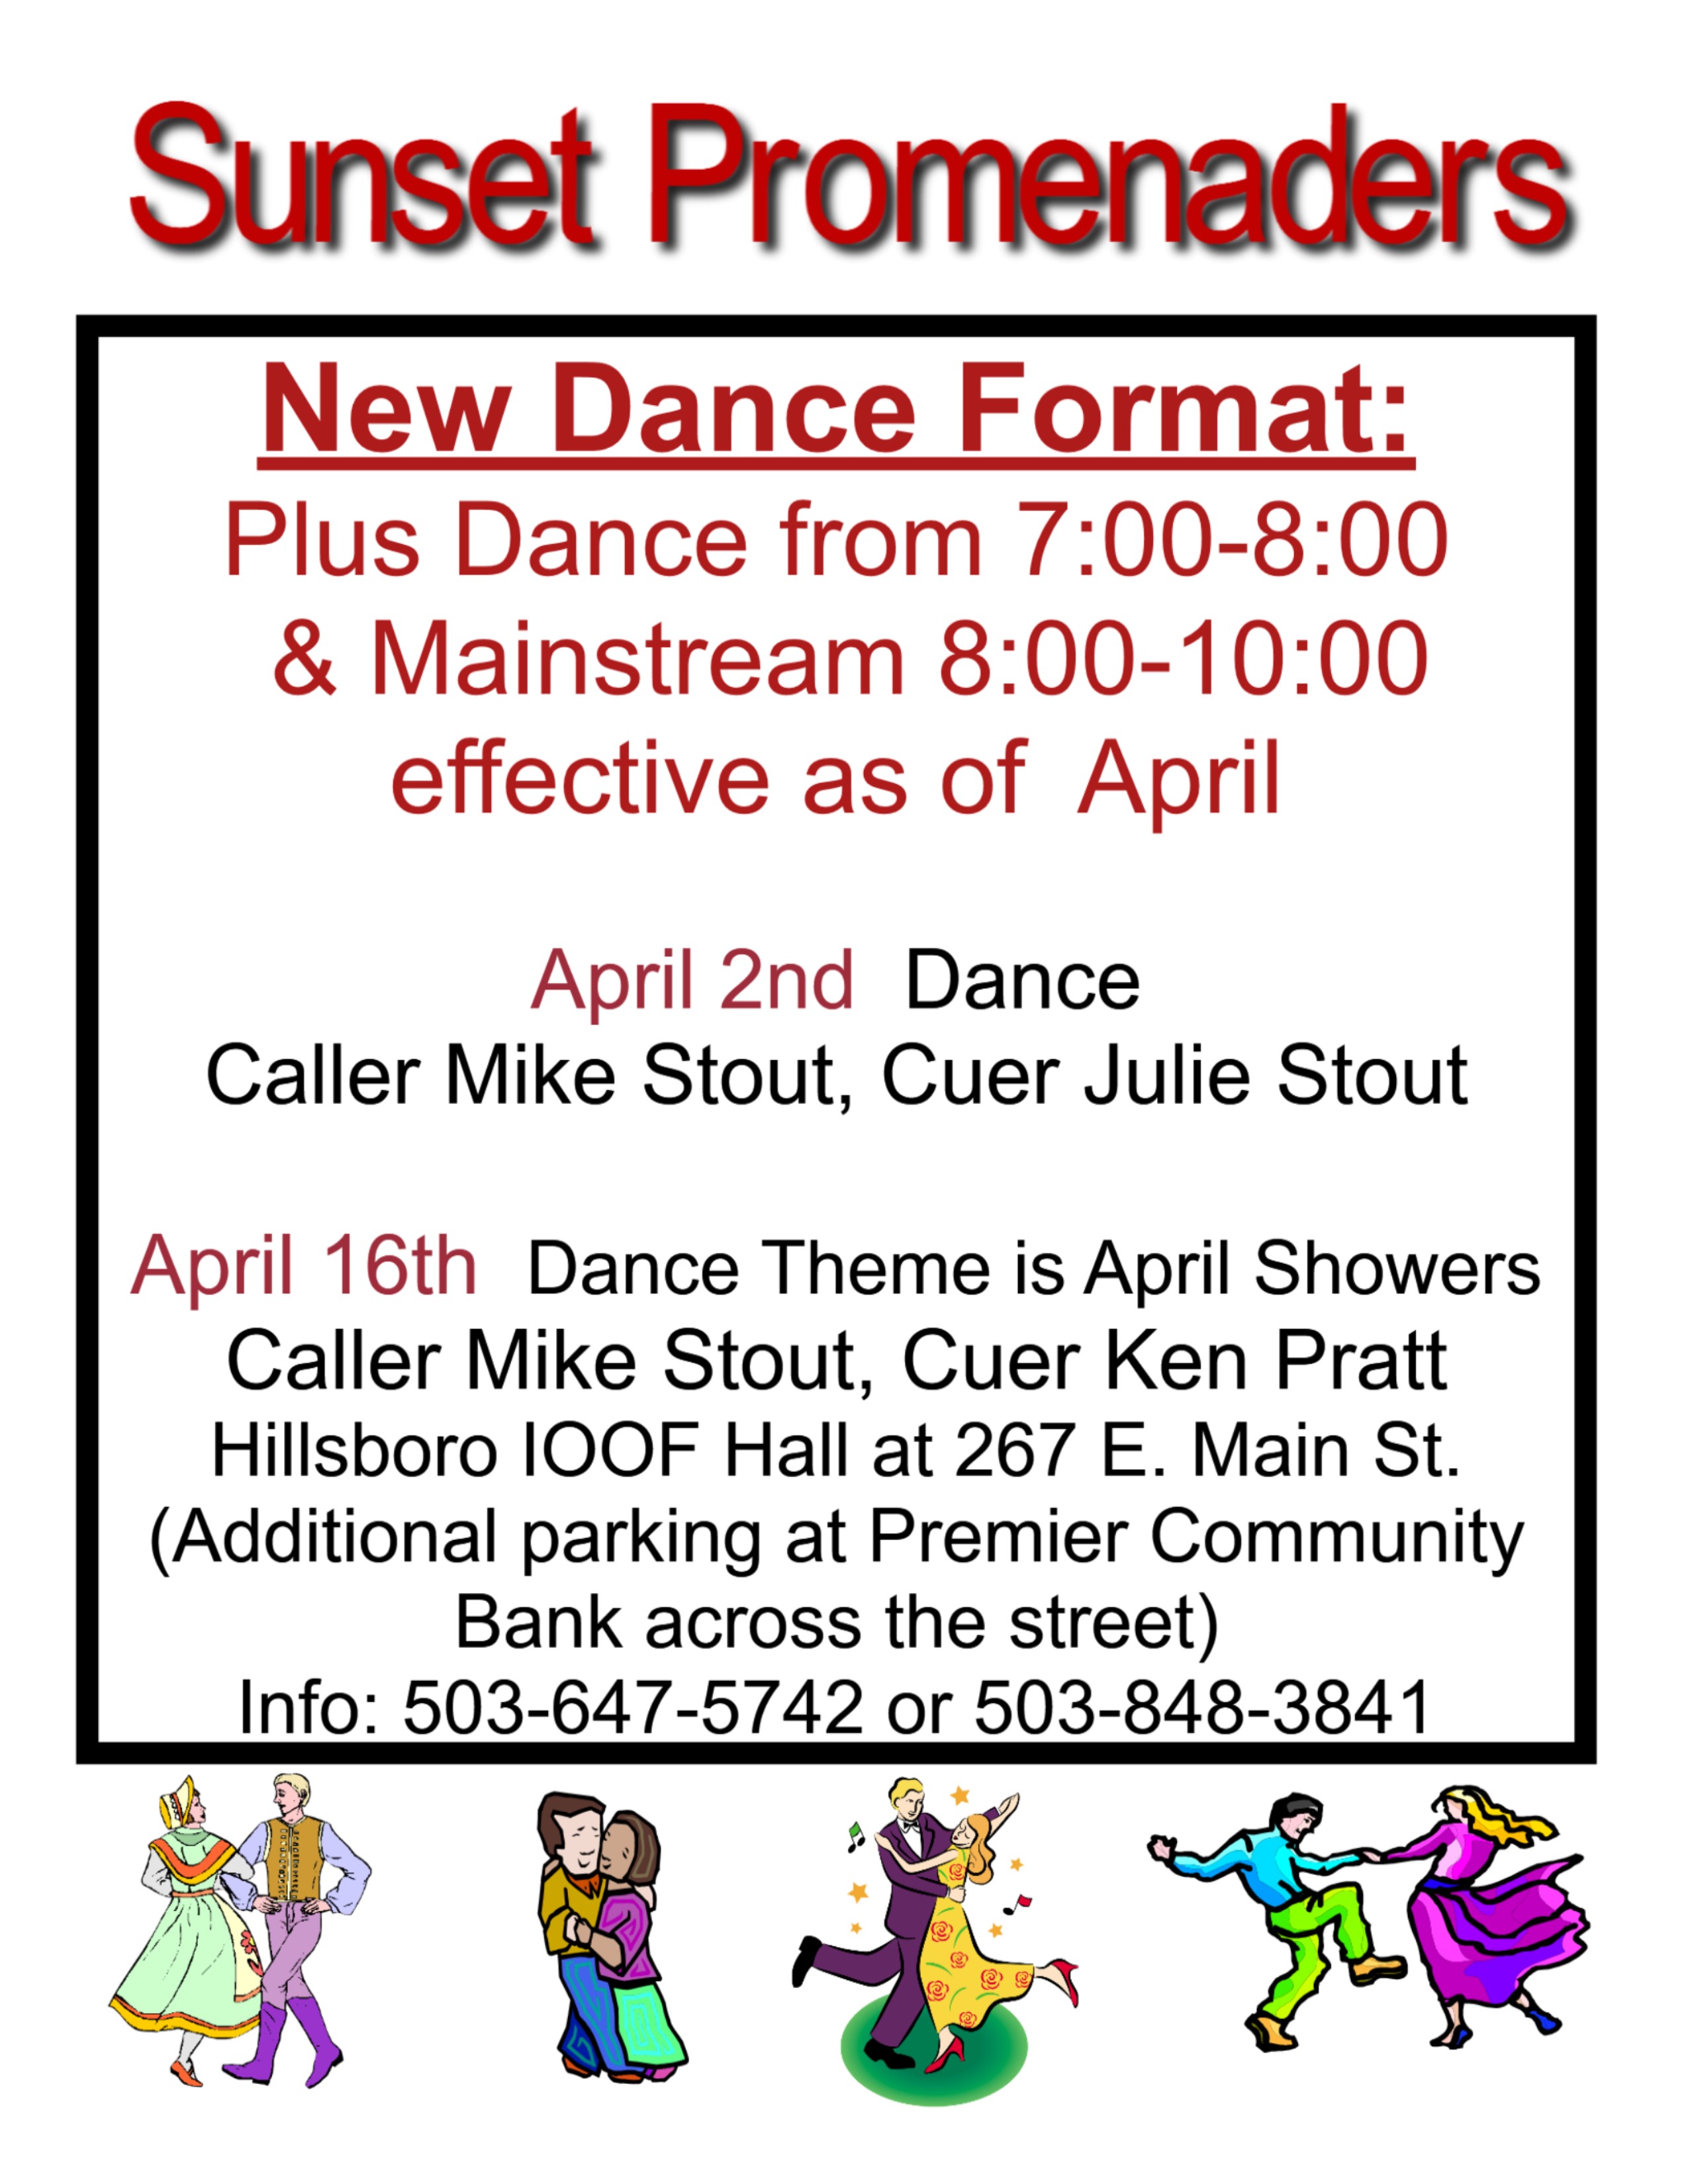 Sunset Promenaders
New Dance Format:
Plus Dance from 7:00-8:00
& Mainstream 8:00-10:00
effective as of April
April 2nd Dance
Caller Mike Stout, Cuer Julie Stout
April 16th Dance Theme is April Showers
Caller Mike Stout, Cuer Ken Pratt
Hillsboro IOOF Hall at 267 E. Main St.
(Additional parking at Premier Community
Bank across the street)
Info: 503-647-5742 or 503-848-3841